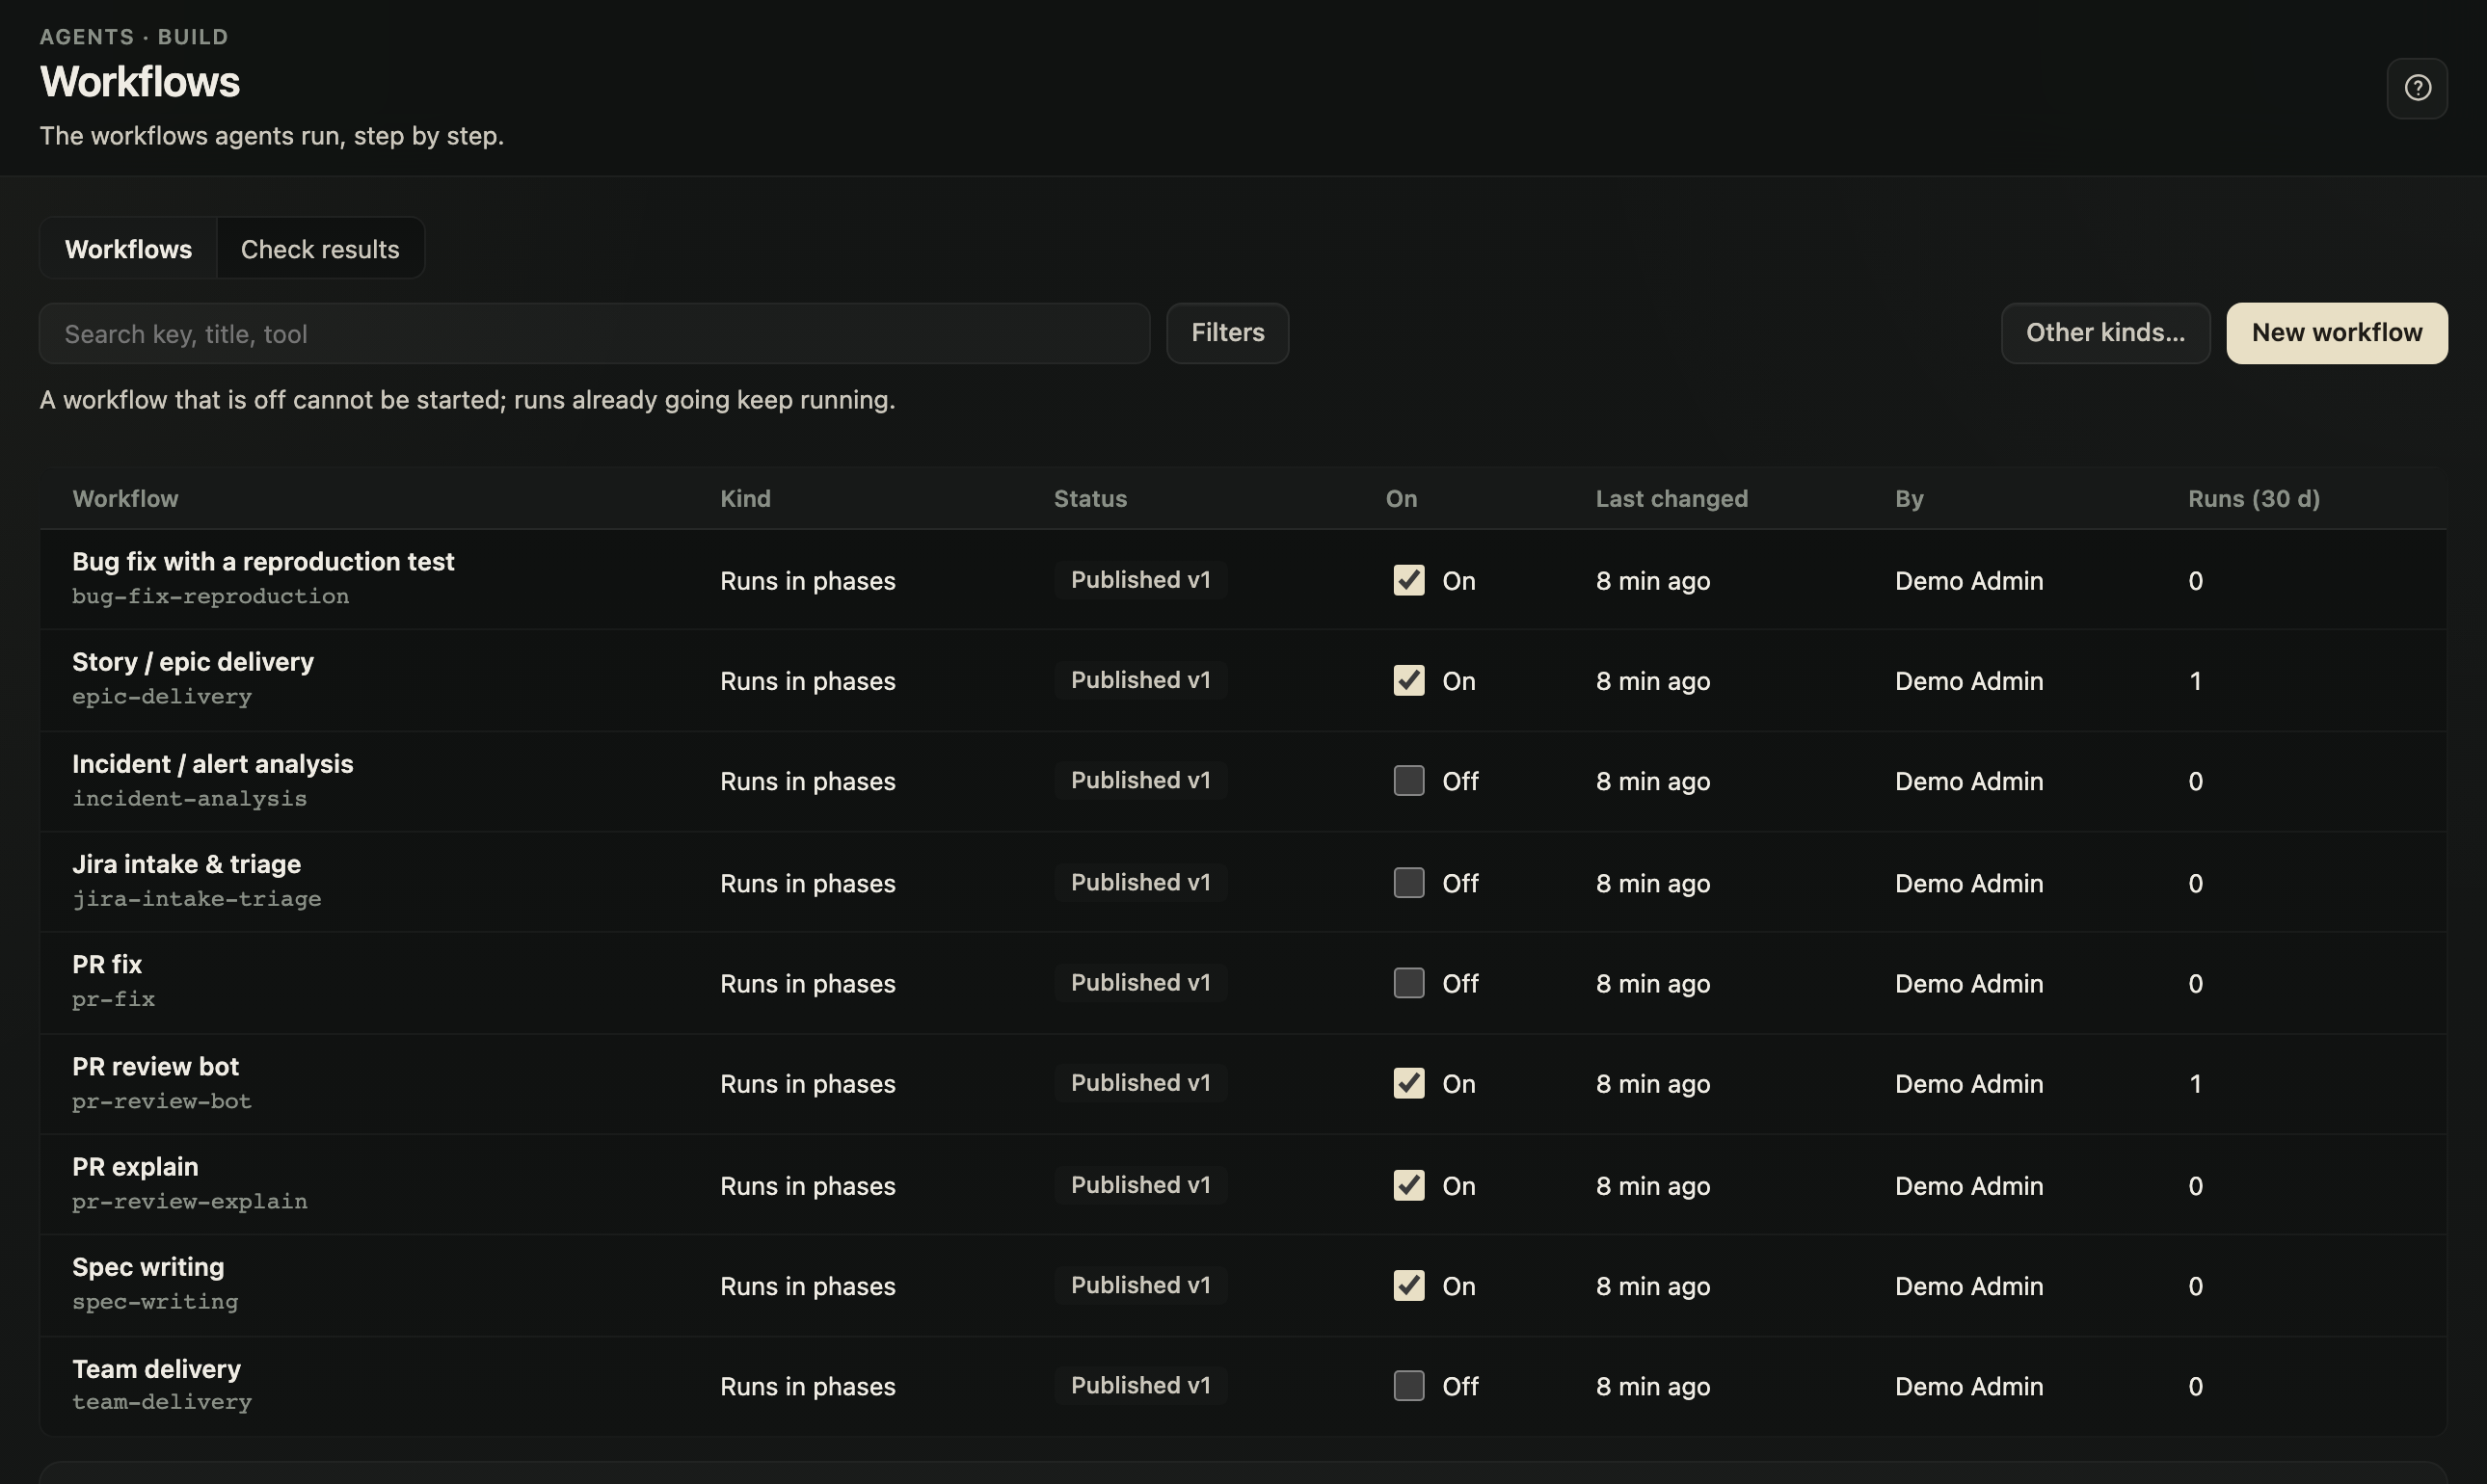 AGENTS · BUILD
Workflows
The workflows agents run, step by step.
Workflows Check results
Search key, title, tool Filters Other kinds... New workflow
A workflow that is off cannot be started; runs already going keep running.
Workflow Kind Status On Last changed By Runs (30 d)
Bug fix with a reproduction test
bug-fix-reproduction
Runs in phases Published v1 On 8 min ago Demo Admin 0
Story / epic delivery
epic-delivery
Runs in phases Published v1 On 8 min ago Demo Admin 1
Incident / alert analysis
incident-analysis
Runs in phases Published v1 Off 8 min ago Demo Admin 0
Jira intake & triage
jira-intake-triage
Runs in phases Published v1 Off 8 min ago Demo Admin 0
PR fix
pr-fix
Runs in phases Published v1 Off 8 min ago Demo Admin 0
PR review bot
pr-review-bot
Runs in phases Published v1 On 8 min ago Demo Admin 1
PR explain
pr-review-explain
Runs in phases Published v1 On 8 min ago Demo Admin 0
Spec writing
spec-writing
Runs in phases Published v1 On 8 min ago Demo Admin 0
Team delivery
team-delivery
Runs in phases Published v1 Off 8 min ago Demo Admin 0